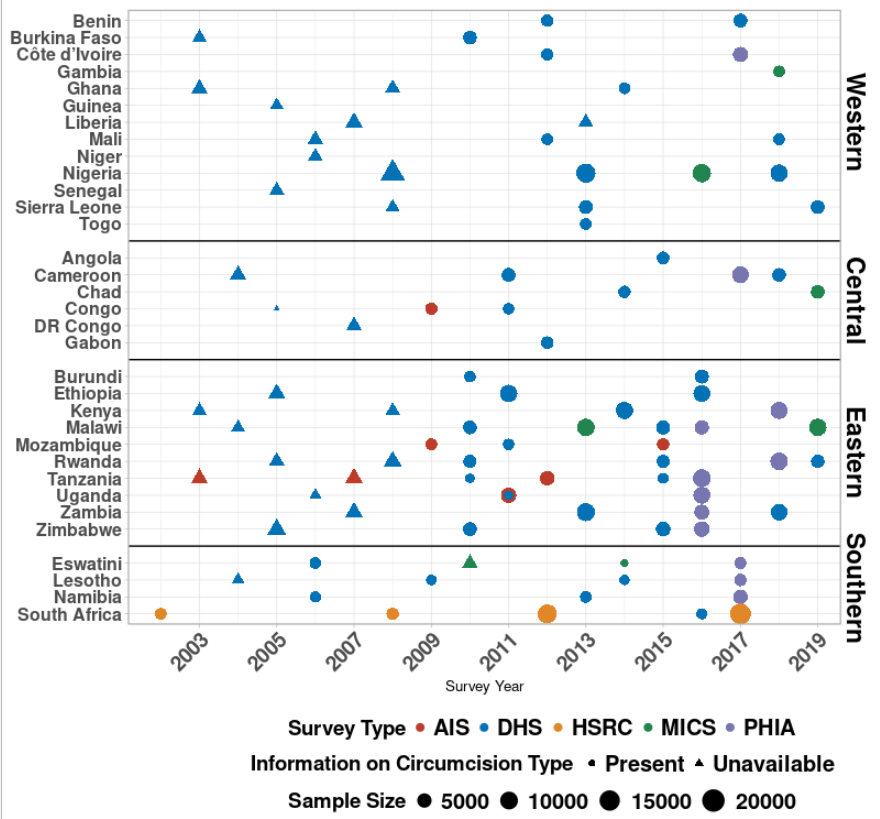 Benin
Burkina Faso
Côte d’Ivoire
Gambia
Ghana
Guinea
Liberia
Mali
Niger
Nigeria
Senegal
Sierra Leone
Togo
Western
Angola
Cameroon
Chad
Congo
DR Congo
Gabon
Central
Burundi
Ethiopia
Kenya
Malawi
Mozambique
Rwanda
Tanzania
Uganda
Zambia
Zimbabwe
Eastern
Eswatini
Lesotho
Namibia
South Africa
Southern
2003 2005 2007 2009 2011 2013 2015 2017 2019
Survey Year
Survey Type AIS DHS HSRC MICS PHIA
Information on Circumcision Type Present Unavailable
Sample Size 5000 10000 15000 20000